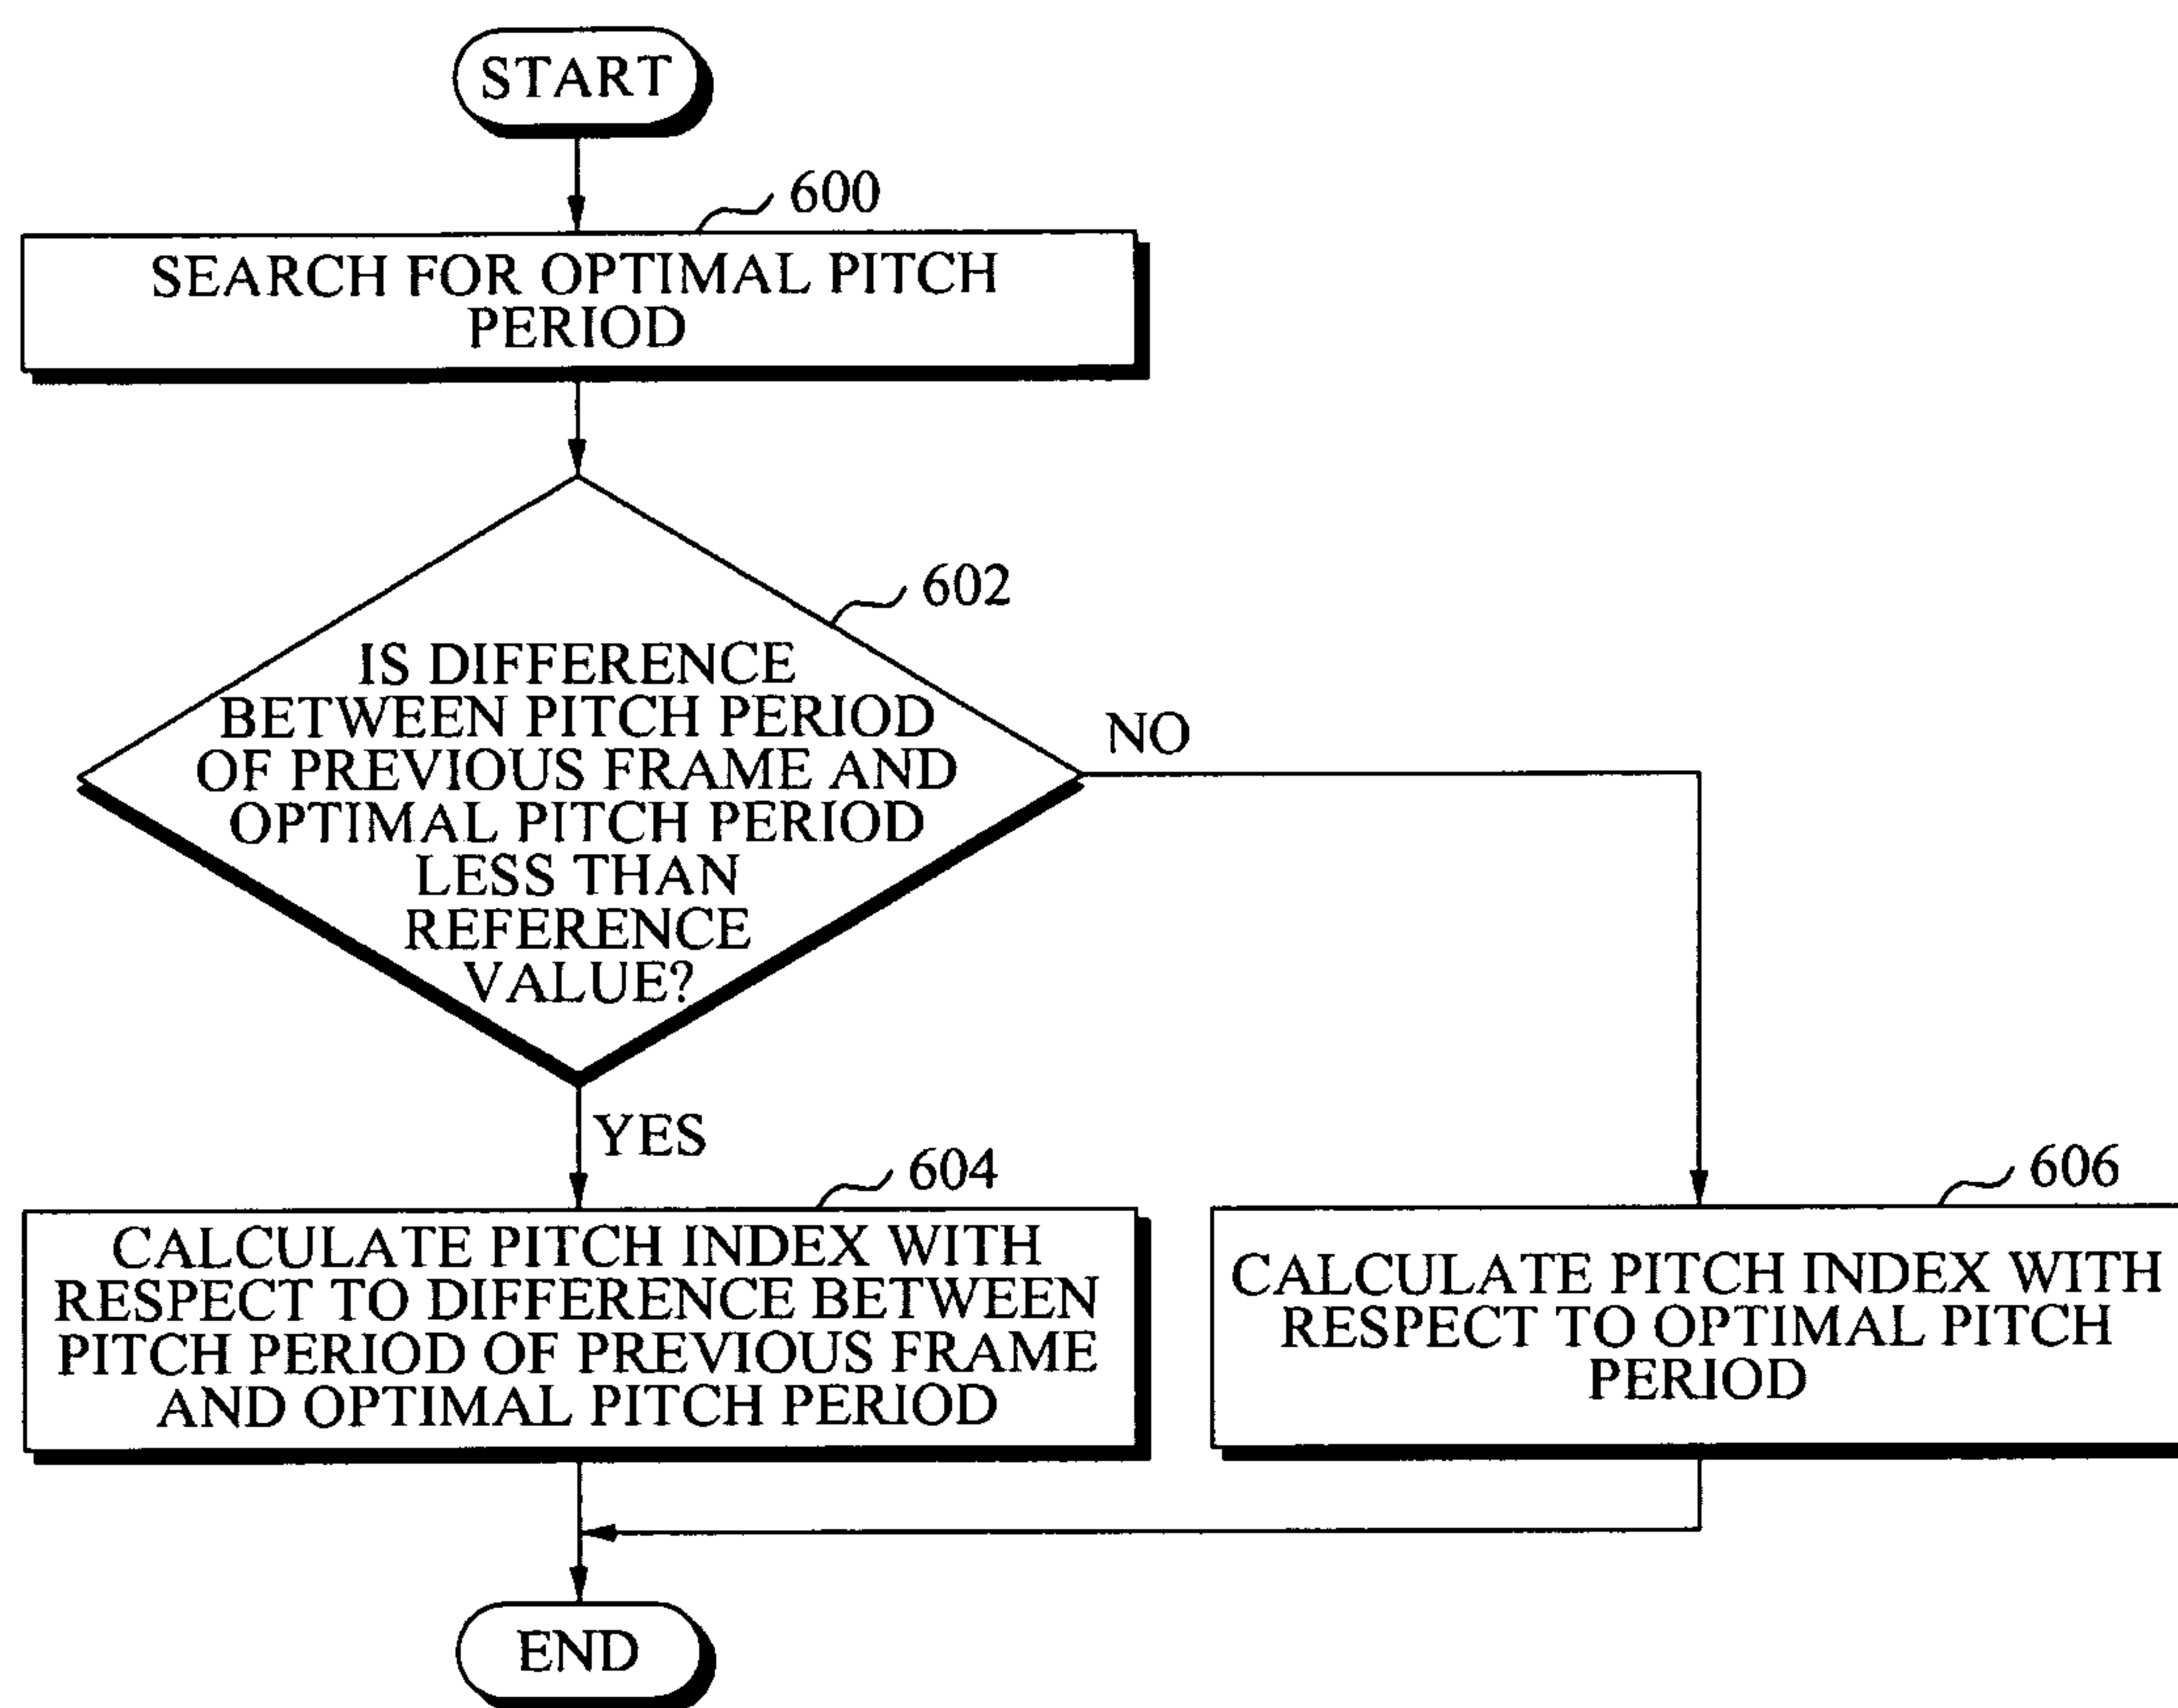 START
600
SEARCH FOR OPTIMAL PITCH
PERIOD
602
IS DIFFERENCE
BETWEEN PITCH PERIOD
OF PREVIOUS FRAME AND
OPTIMAL PITCH PERIOD
LESS THAN
REFERENCE
VALUE?
NO
YES
604
CALCULATE PITCH INDEX WITH
RESPECT TO DIFFERENCE BETWEEN
PITCH PERIOD OF PREVIOUS FRAME
AND OPTIMAL PITCH PERIOD
606
CALCULATE PITCH INDEX WITH
RESPECT TO OPTIMAL PITCH
PERIOD
END